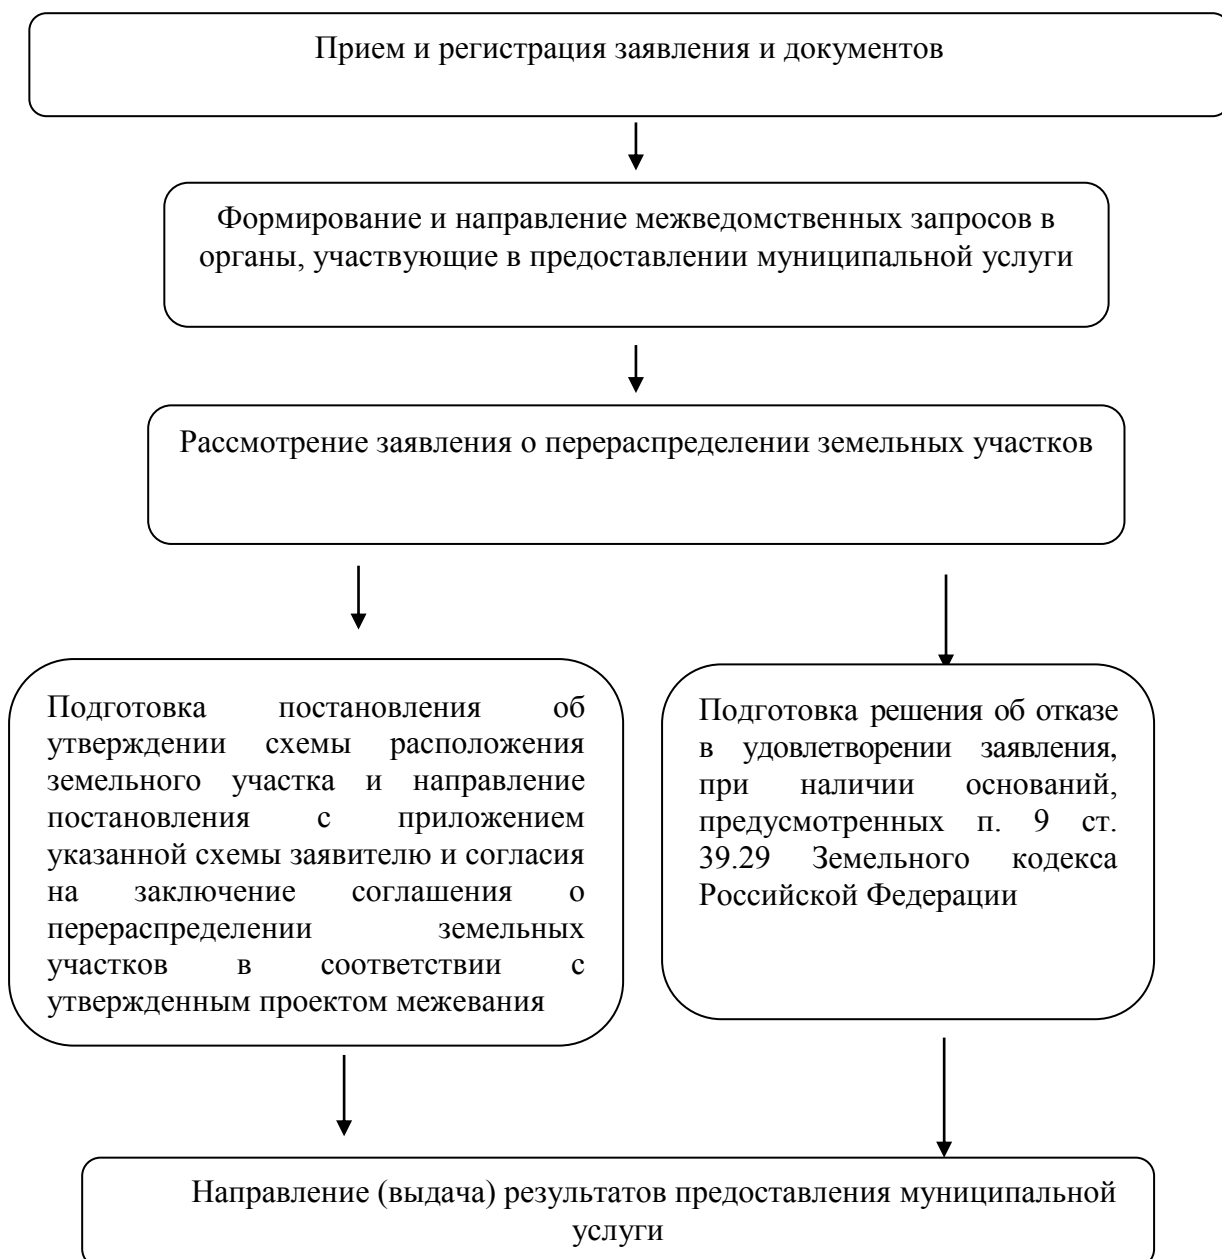 Прием и регистрация заявления и документов
Формирование и направление межведомственных запросов в
органы, участвующие в предоставлении муниципальной услуги
Рассмотрение заявления о перераспределении земельных участков
Подготовка постановления об
утверждении схемы расположения
земельного участка и направление
постановления с приложением
указанной схемы заявителю и согласия
на заключение соглашения о
перераспределении земельных
участков в соответствии с
утвержденным проектом межевания
Подготовка решения об отказе
в удовлетворении заявления,
при наличии оснований,
предусмотренных п. 9 ст.
39.29 Земельного кодекса
Российской Федерации
Направление (выдача) результатов предоставления муниципальной
услуги